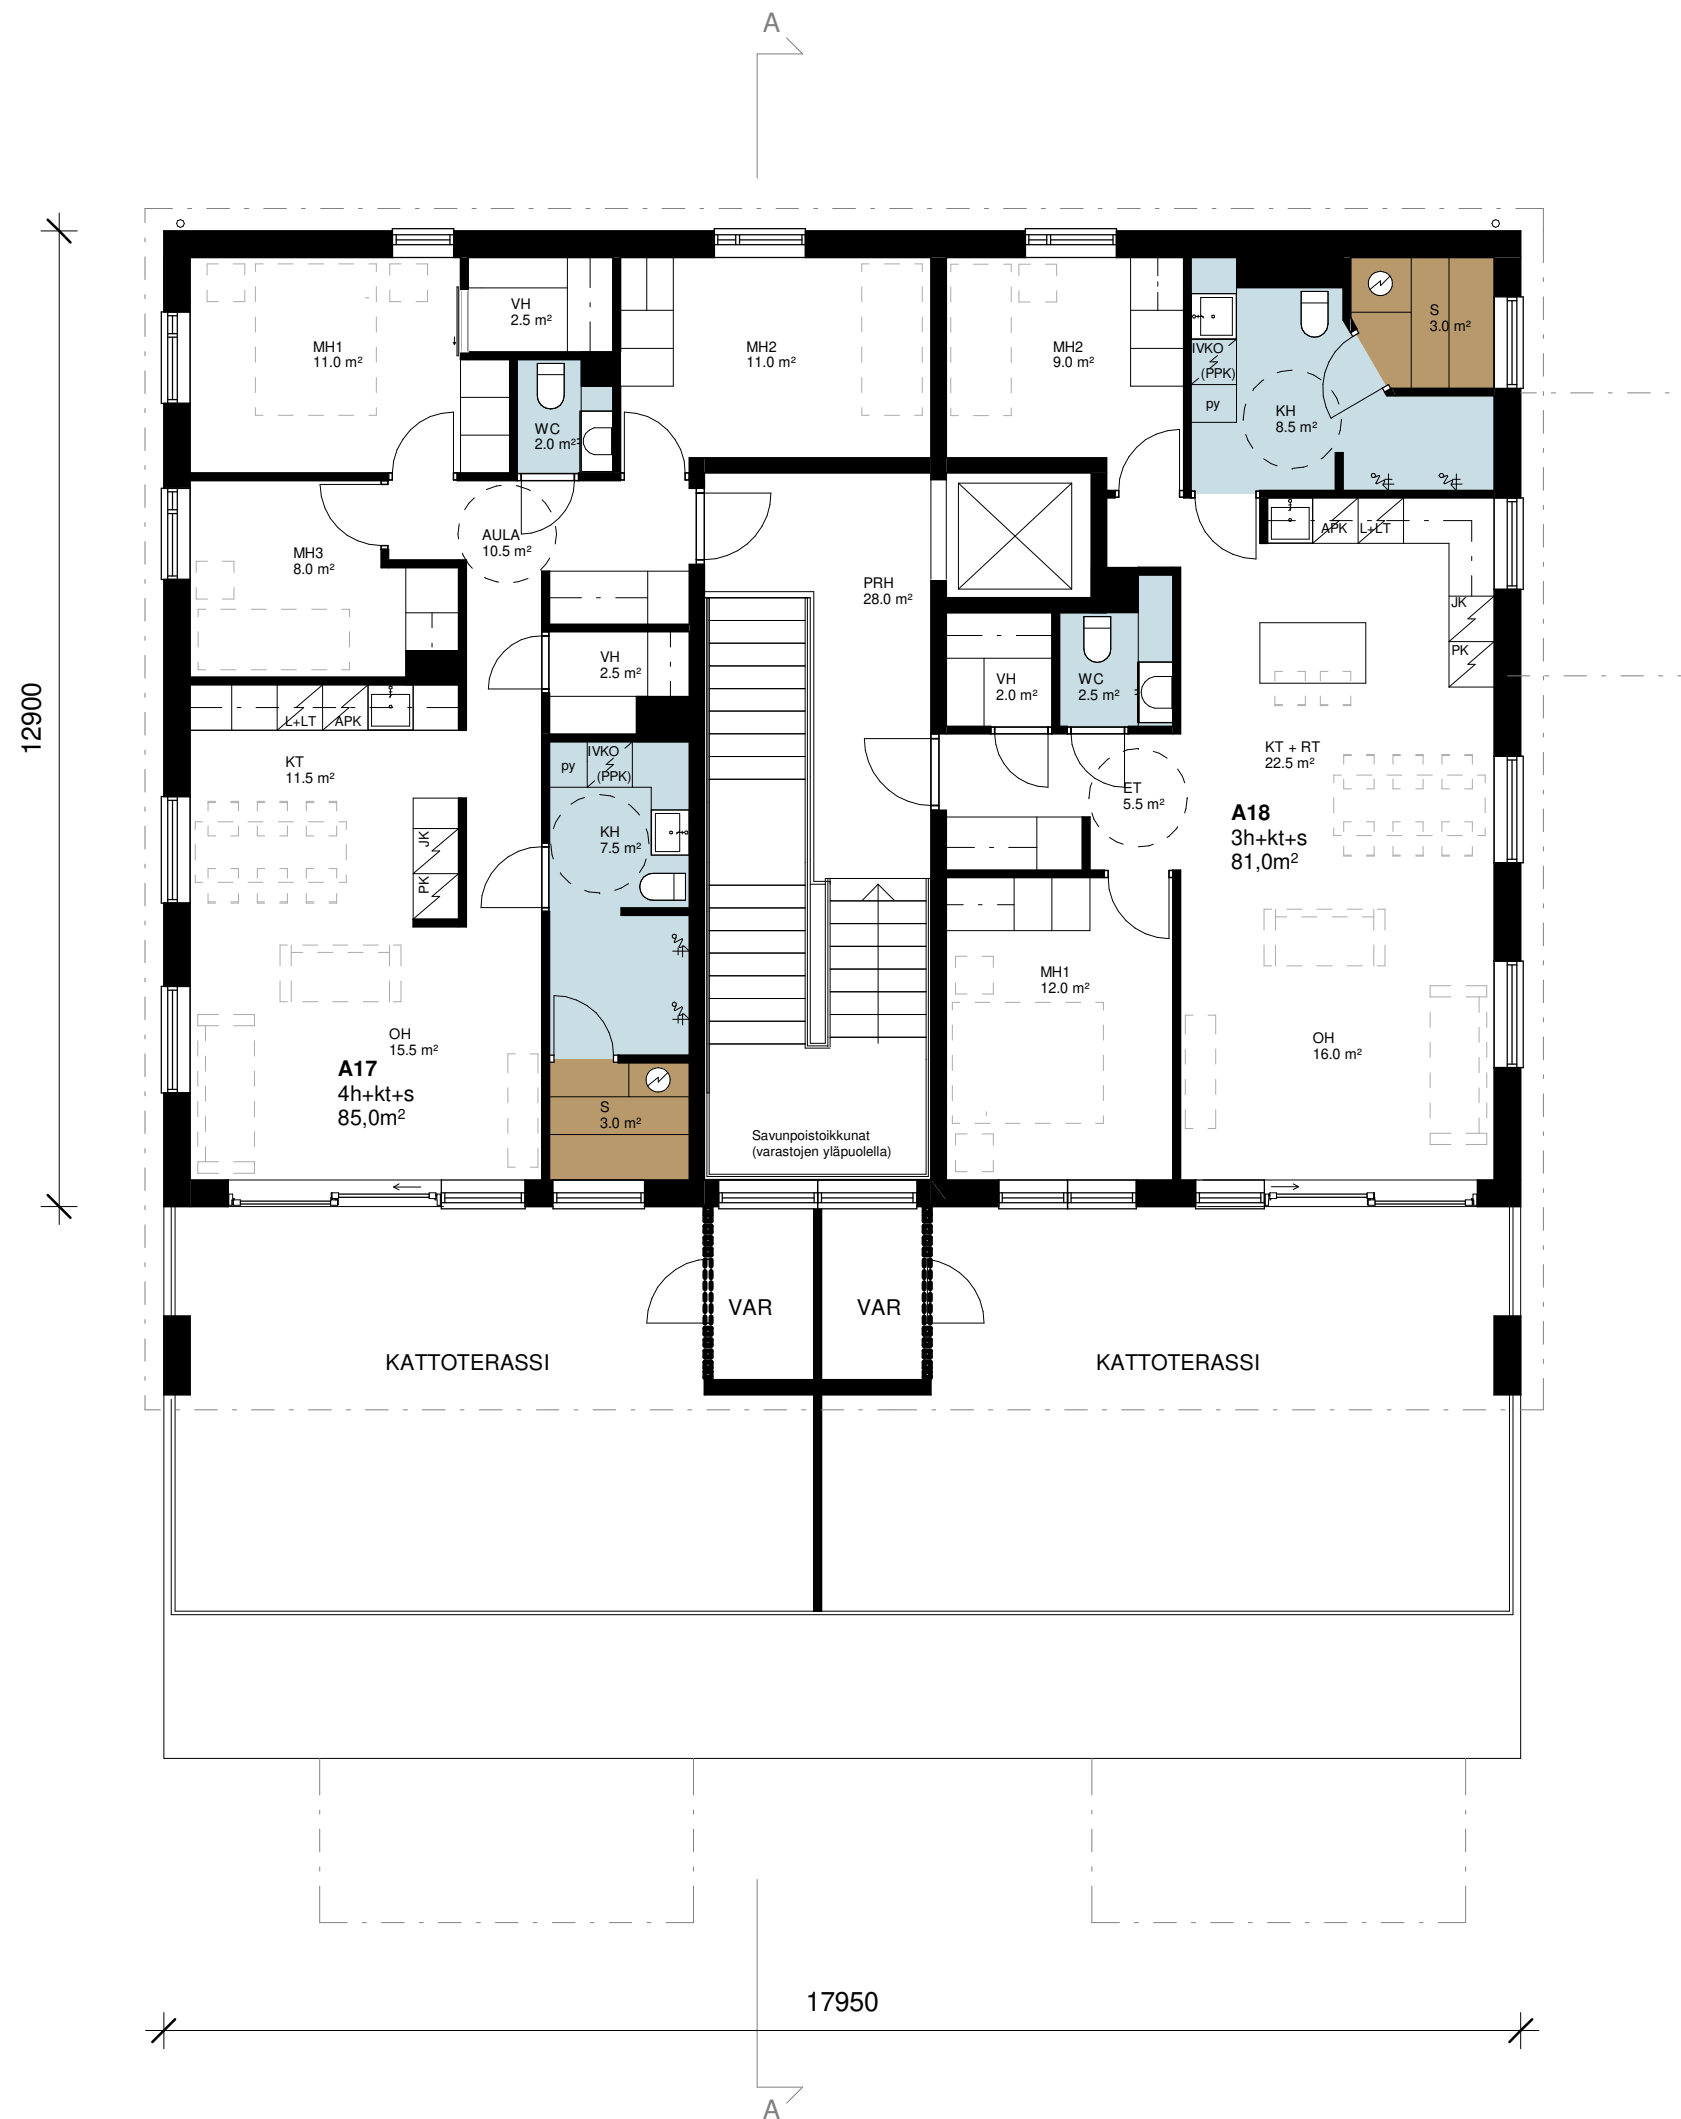 A
12900
MH1
11.0 m²
VH
2.5 m²
WC
2.0 m²
MH2
11.0 m²
MH2
9.0 m²
IVKO
(PPK)
py
KH
8.5 m²
S
3.0 m²
MH3
8.0 m²
AULA
10.5 m²
PRH
28.0 m²
APK
L+LT
JK
PK
VH
2.5 m²
VH
2.0 m²
WC
2.5 m²
L+LT
APK
KT
11.5 m²
JK
PK
py
IVKO
(PPK)
KH
7.5 m²
ET
5.5 m²
KT + RT
22.5 m²
A18
3h+kt+s
81,0m²
MH1
12.0 m²
OH
15.5 m²
A17
4h+kt+s
85,0m²
OH
16.0 m²
S
3.0 m²
Savunpoistoikkunat
(varastojen yläpuolella)
VAR
VAR
KATTOTERASSI
KATTOTERASSI
17950
A